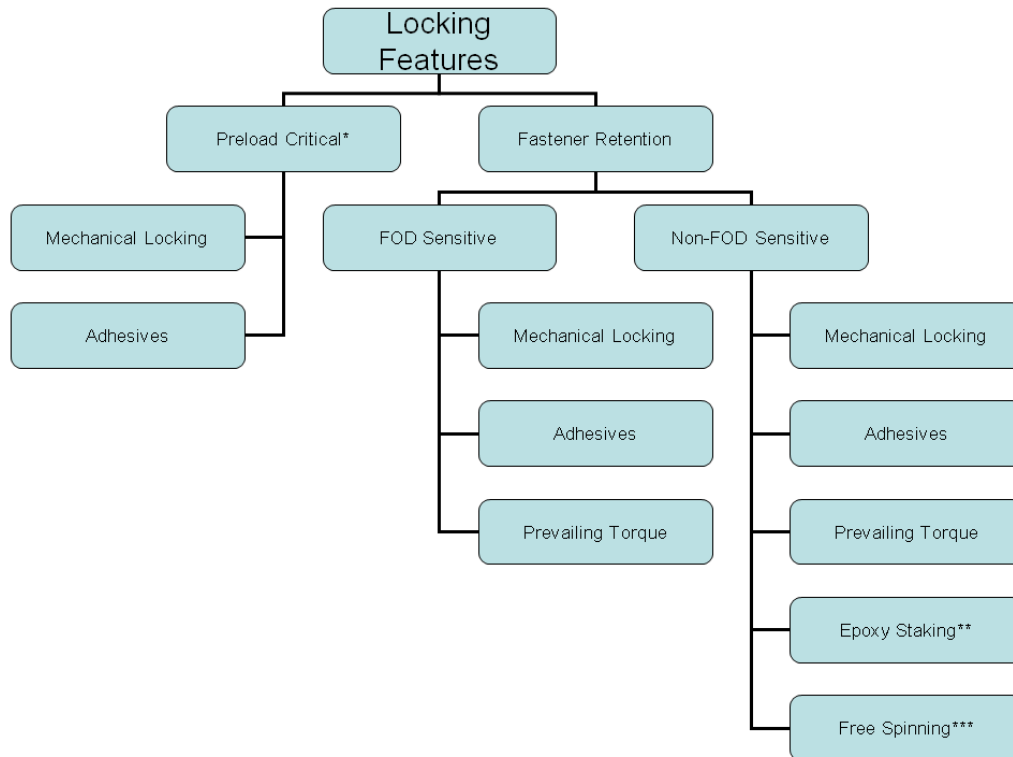 Locking
Features
Preload Critical*
Fastener Retention
Mechanical Locking
FOD Sensitive
Non-FOD Sensitive
Adhesives
Mechanical Locking
Mechanical Locking
Adhesives
Adhesives
Prevailing Torque
Prevailing Torque
Epoxy Staking**
Free Spinning***